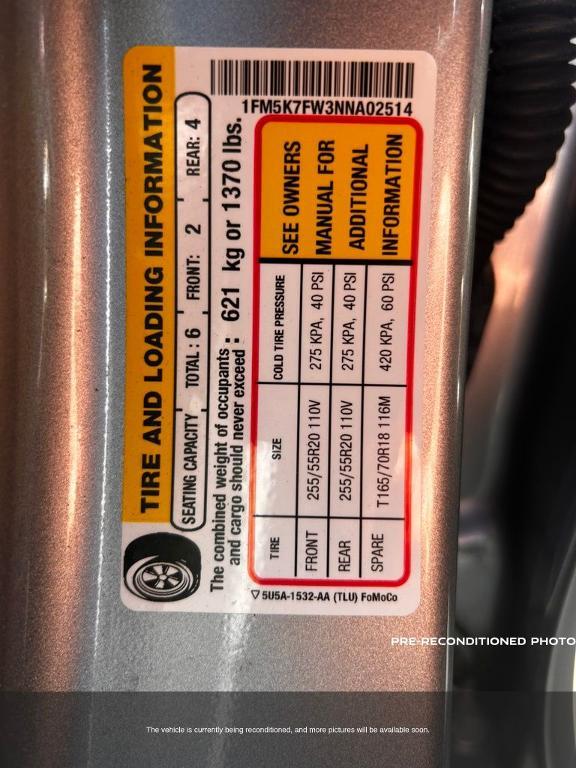 TIRE AND LOADING INFORMATION
SEATING CAPACITY TOTAL : 6 FRONT: 2 REAR: 4
The combined weight of occupants
and cargo should never exceed : 621 kg or 1370 lbs.
1FM5K7FW3NNA02514
TIRE SIZE COLD TIRE PRESSURE
FRONT 255/55R20 110V 275 KPA, 40 PSI
REAR 255/55R20 110V 275 KPA, 40 PSI
SPARE T165/70R18 116M 420 KPA, 60 PSI
SEE OWNERS
MANUAL FOR
ADDITIONAL
INFORMATION
5U5A-1532-AA (TLU) FoMoCo
PRE-RECONDITIONED PHOTO
The vehicle is currently being reconditioned, and more pictures will be available soon.